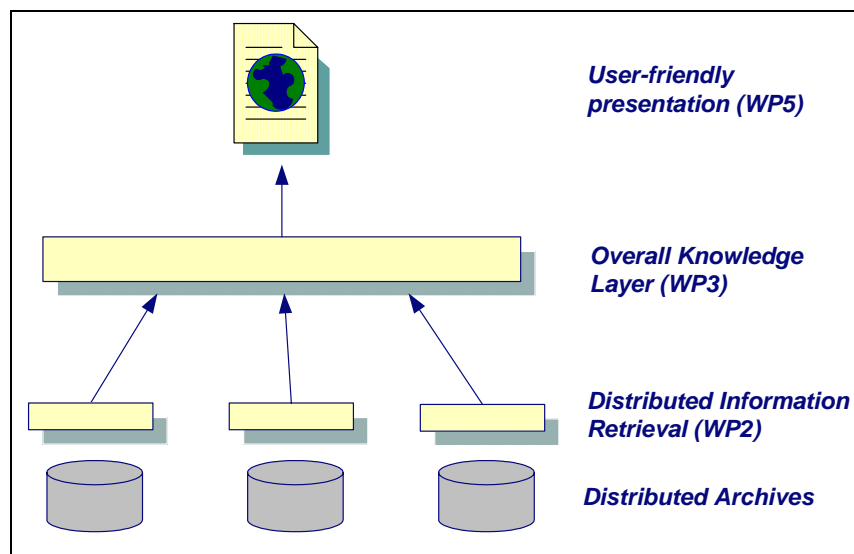 User-friendly
presentation (WP5)
Overall Knowledge
Layer (WP3)
Distributed Information
Retrieval (WP2)
Distributed Archives